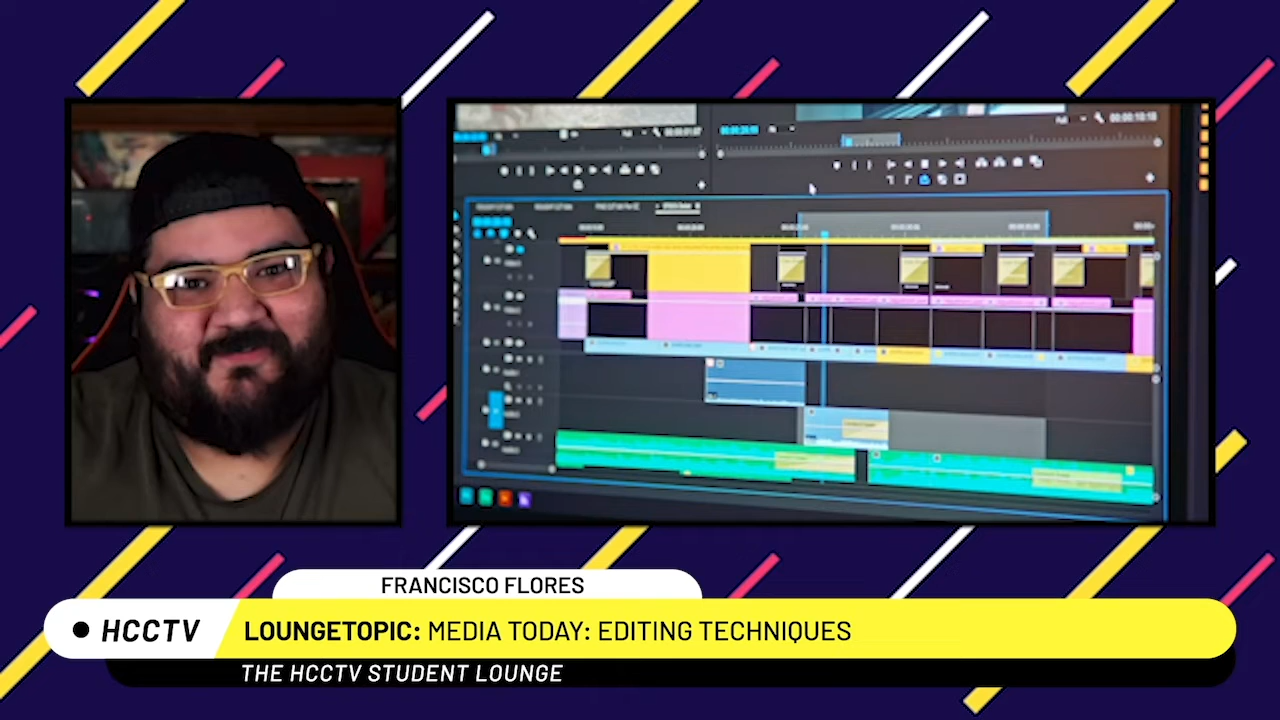 FRANCISCO FLORES
HCCTV
LOUNGETOPIC: MEDIA TODAY: EDITING TECHNIQUES
THE HCCTV STUDENT LOUNGE